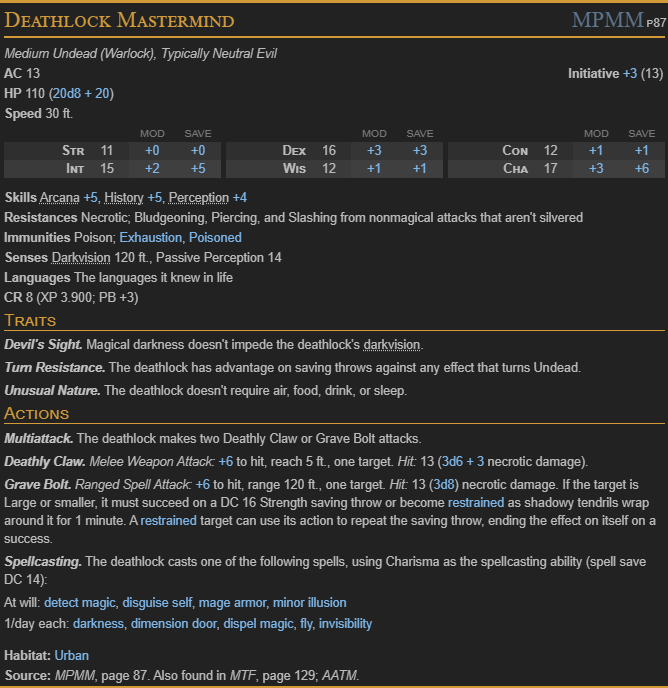 Deathlock Mastermind MPMM P87
Medium Undead (Warlock), Typically Neutral Evil
AC 13 Initiative +3 (13)
HP 110 (20d8 + 20)
Speed 30 ft.
MOD SAVE MOD SAVE MOD SAVE
Str 11 +0 +0 Dex 16 +3 +3 Con 12 +1 +1
Int 15 +2 +5 Wis 12 +1 +1 Cha 17 +3 +6
Skills Arcana +5, History +5, Perception +4
Resistances Necrotic; Bludgeoning, Piercing, and Slashing from nonmagical attacks that aren't silvered
Immunities Poison; Exhaustion, Poisoned
Senses Darkvision 120 ft., Passive Perception 14
Languages The languages it knew in life
CR 8 (XP 3.900; PB +3)
Traits
Devil's Sight. Magical darkness doesn't impede the deathlock's darkvision.
Turn Resistance. The deathlock has advantage on saving throws against any effect that turns Undead.
Unusual Nature. The deathlock doesn't require air, food, drink, or sleep.
Actions
Multiattack. The deathlock makes two Deathly Claw or Grave Bolt attacks.
Deathly Claw. Melee Weapon Attack: +6 to hit, reach 5 ft., one target. Hit: 13 (3d6 + 3 necrotic damage).
Grave Bolt. Ranged Spell Attack: +6 to hit, range 120 ft., one target. Hit: 13 (3d8) necrotic damage. If the target is
Large or smaller, it must succeed on a DC 16 Strength saving throw or become restrained as shadowy tendrils wrap
around it for 1 minute. A restrained target can use its action to repeat the saving throw, ending the effect on itself on a
success.
Spellcasting. The deathlock casts one of the following spells, using Charisma as the spellcasting ability (spell save
DC 14):
At will: detect magic, disguise self, mage armor, minor illusion
1/day each: darkness, dimension door, dispel magic, fly, invisibility
Habitat: Urban
Source: MPMM, page 87. Also found in MTF, page 129; AATM.